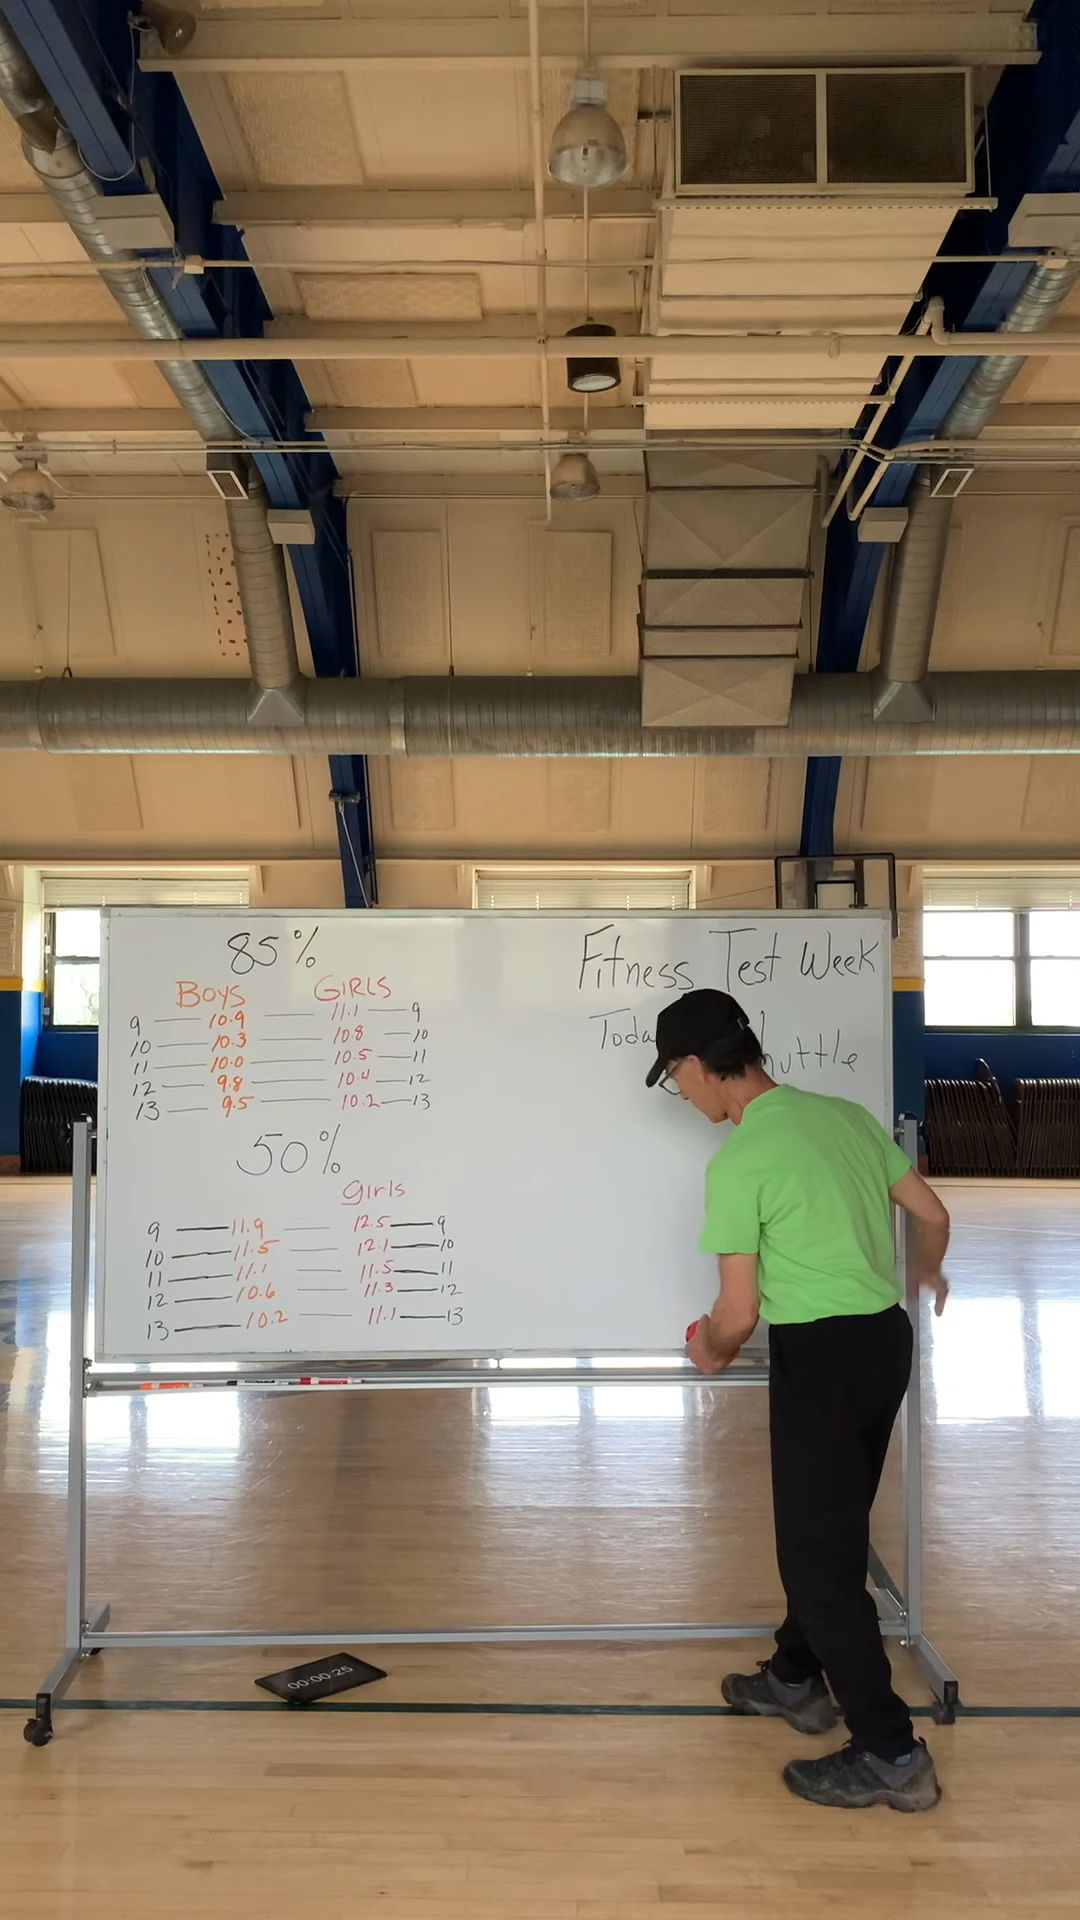 85%
BOYS GIRLS
9 — 10.9 — 11.1 — 9
10 — 10.3 — 10.8 — 10
11 — 10.0 — 10.5 — 11
12 — 9.8 — 10.4 — 12
13 — 9.5 — 10.2 — 13
50%
girls
9 — 11.9 — 12.5 — 9
10 — 11.5 — 12.1 — 10
11 — 11.1 — 11.5 — 11
12 — 10.6 — 11.3 — 12
13 — 10.2 — 11.1 — 13
Fitness Test Week
00:00:25